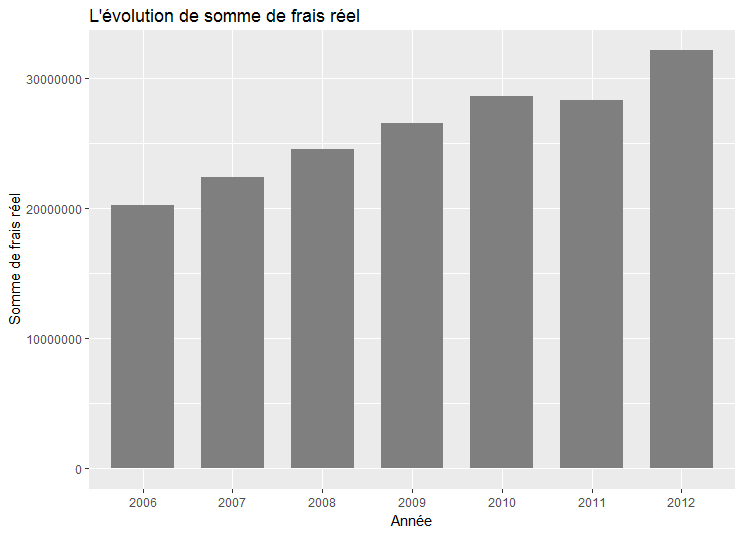 L'évolution de somme de frais réel
Somme de frais réel
30000000
20000000
10000000
0
2006 2007 2008 2009 2010 2011 2012
Année